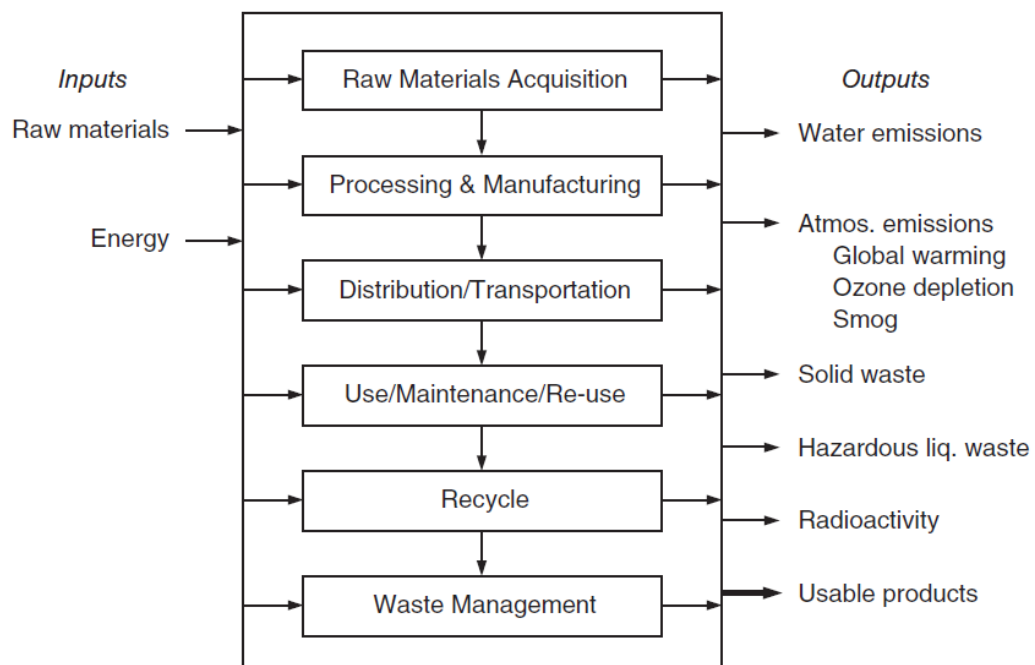 Inputs
Raw materials
Energy
Raw Materials Acquisition
Processing & Manufacturing
Distribution/Transportation
Use/Maintenance/Re-use
Recycle
Waste Management
Outputs
Water emissions
Atmos. emissions
Global warming
Ozone depletion
Smog
Solid waste
Hazardous liq. waste
Radioactivity
Usable products